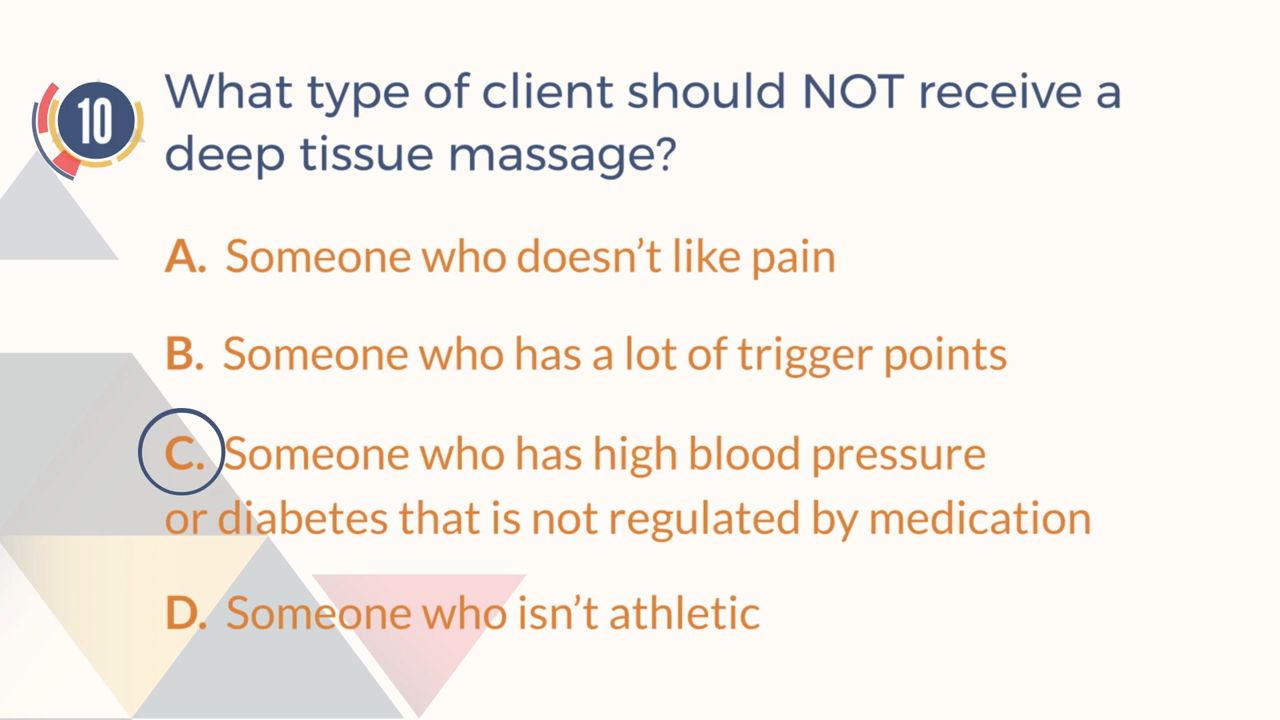 10
What type of client should NOT receive a
deep tissue massage?
A. Someone who doesn't like pain
B. Someone who has a lot of trigger points
C. Someone who has high blood pressure
or diabetes that is not regulated by medication
D. Someone who isn't athletic